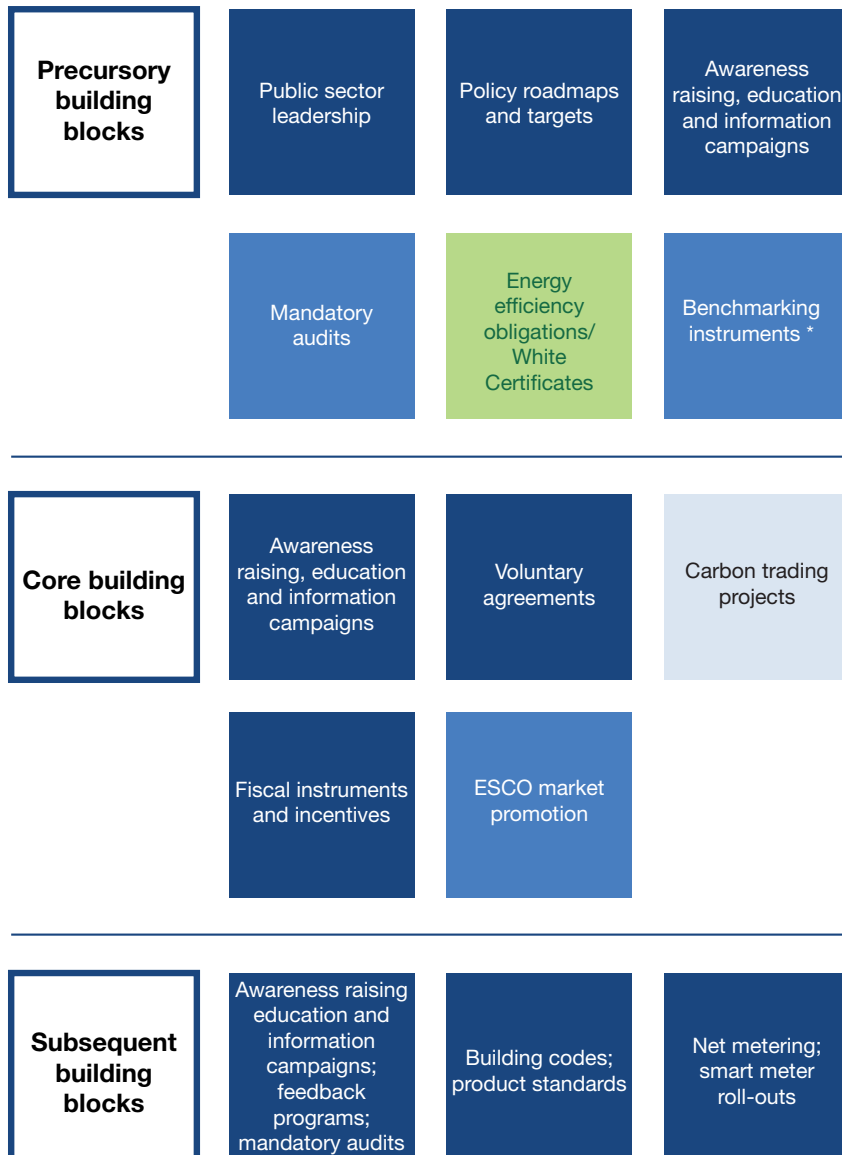 Precursory
building
blocks
Public sector
leadership
Policy roadmaps
and targets
Awareness
raising, education
and information
campaigns
Mandatory
audits
Energy
efficiency
obligations/
White
Certificates
Benchmarking
instruments *
Core building
blocks
Awareness
raising, education
and information
campaigns
Voluntary
agreements
Carbon trading
projects
Fiscal instruments
and incentives
ESCO market
promotion
Subsequent
building
blocks
Awareness raising
education and
information
campaigns;
feedback
programs;
mandatory audits
Building codes;
product standards
Net metering;
smart meter
roll-outs